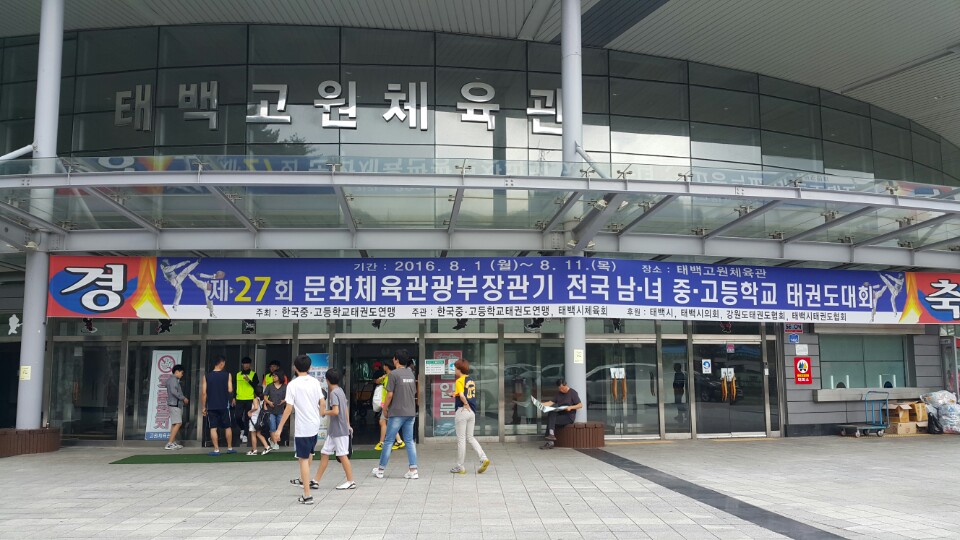 태백고원체육관
기간 : 2016. 8. 1 (월)~ 8. 11.(목) 장소 : 태백고원체육관
경 제27회 문화체육관광부장관기 전국 남·녀 중·고등학교 태권도대회 축
주최 : 한국중·고등학교태권도연맹 주관 : 한국중·고등학교태권도연맹, 태백시체육회 후원 : 태백시, 태백시의회, 강원도태권도협회, 태백시태권도협회